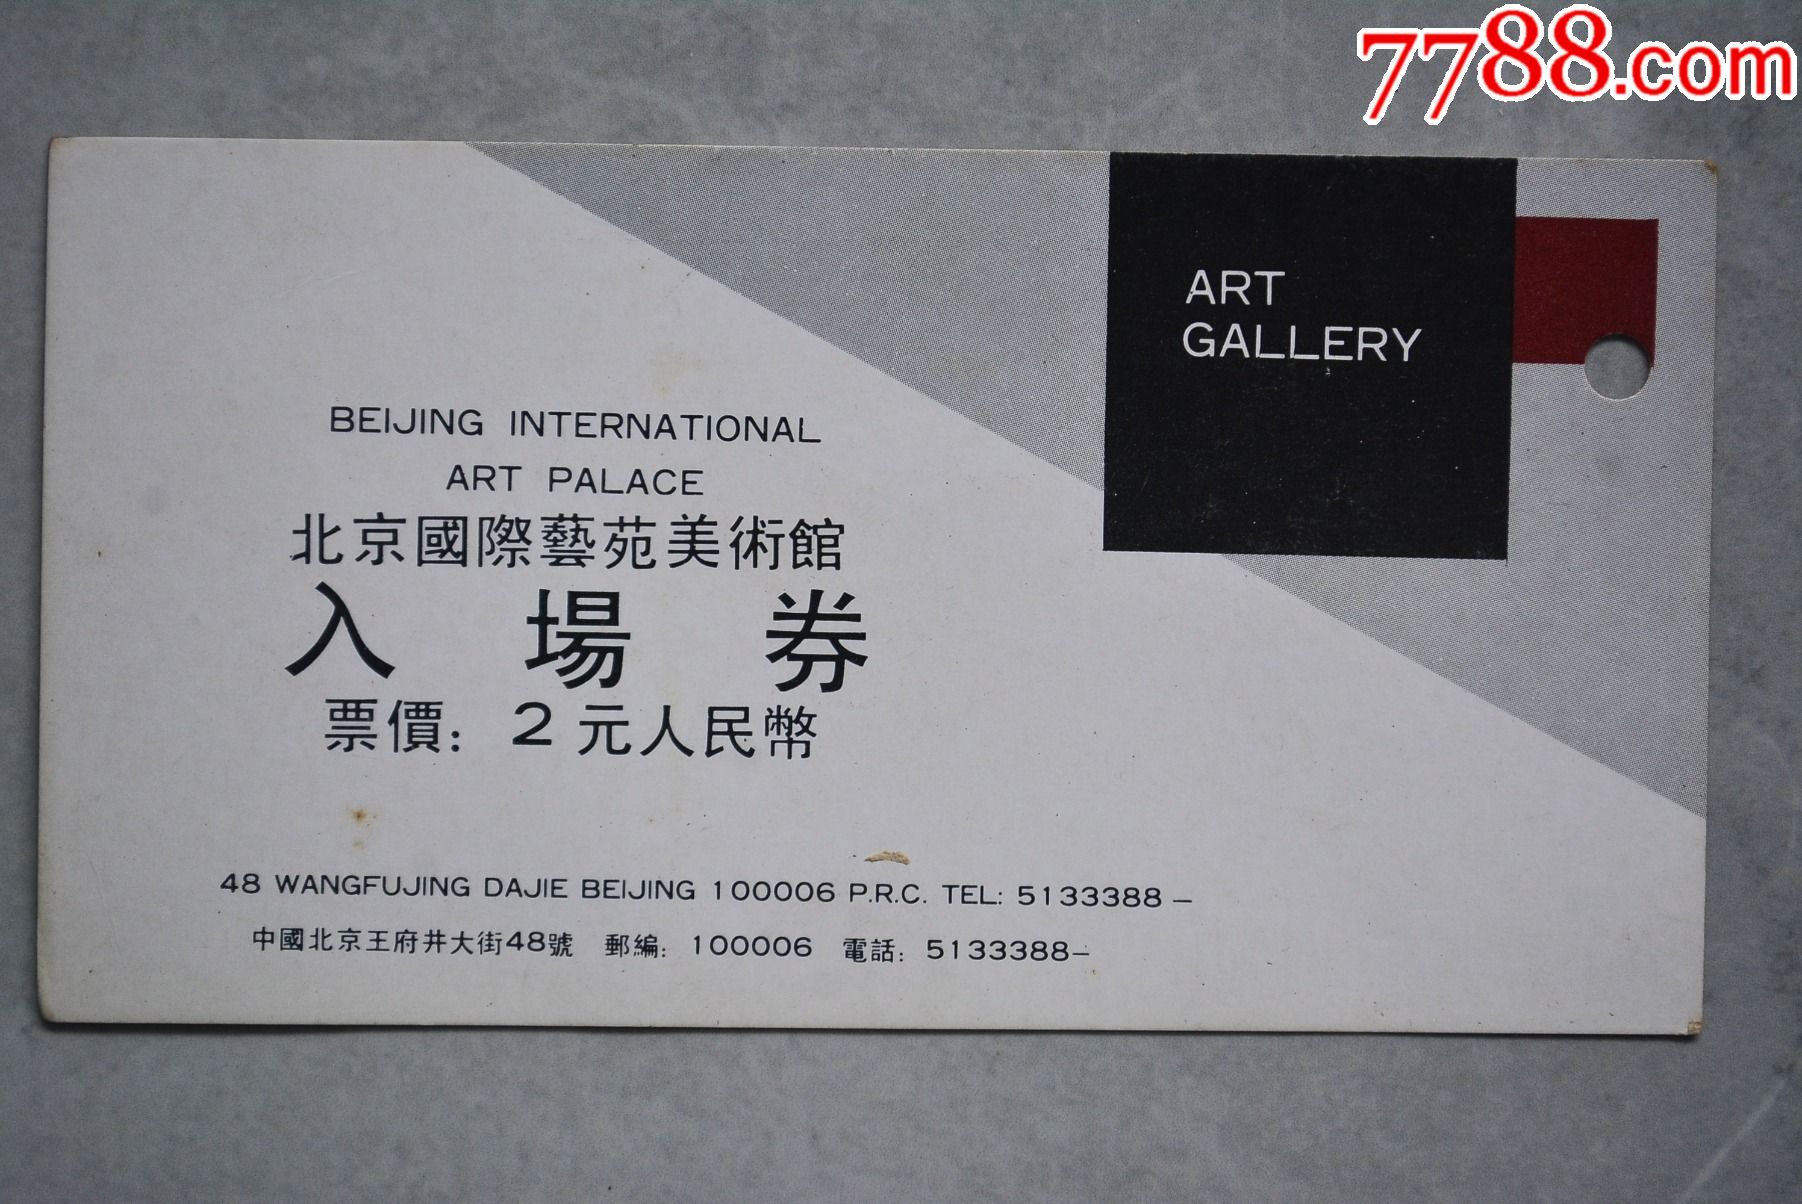 7788.com
ART
GALLERY
BEIJING INTERNATIONAL
ART PALACE
北京國際藝苑美術館
入場券
票價：2元人民幣
48 WANGFUJING DAJIE BEIJING 100006 P.R.C. TEL: 5133388 —
中國北京王府井大街48號 郵編：100006 電話：5133388—